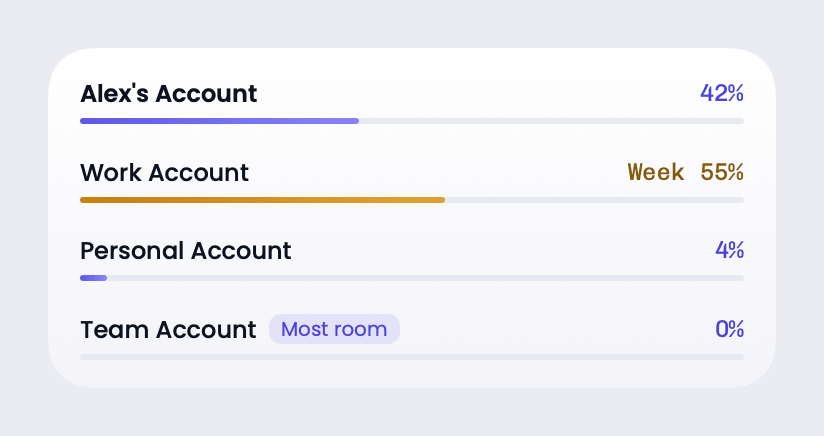 Alex's Account 42%
Work Account Week 55%
Personal Account 4%
Team Account Most room 0%